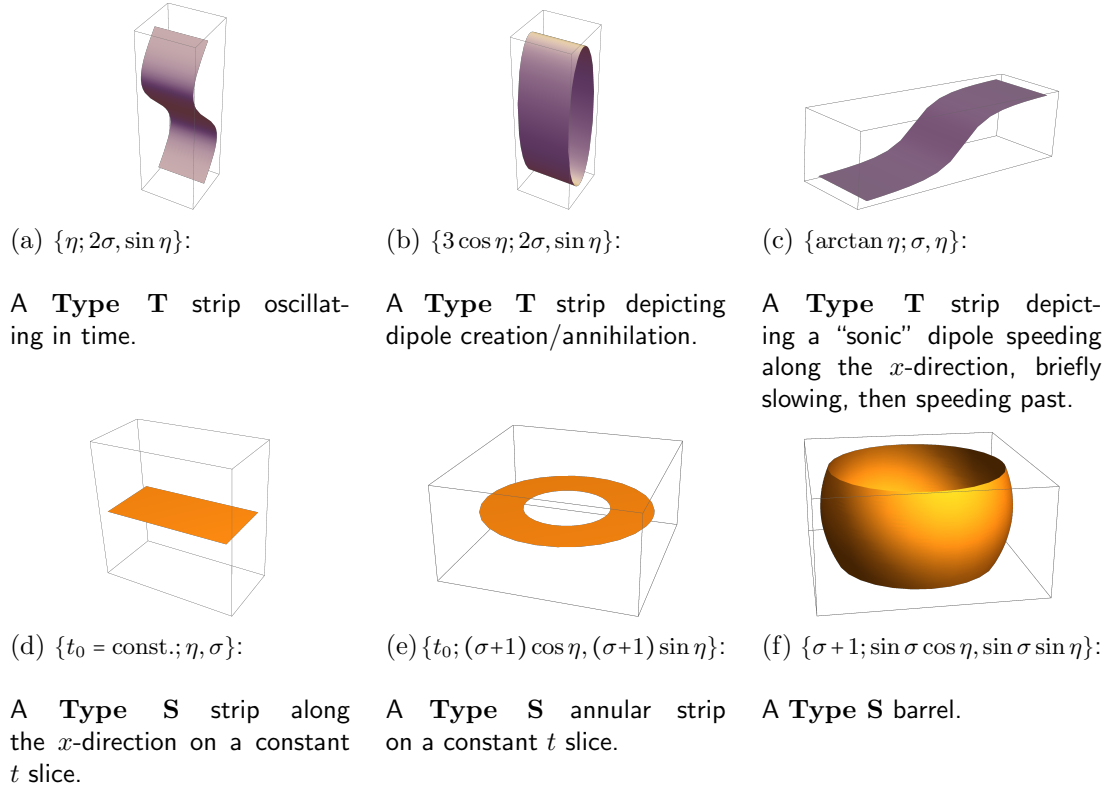 (a) {η; 2σ, sin η}:
A Type T strip oscillat-
ing in time.
(b) {3 cos η; 2σ, sin η}:
A Type T strip depicting
dipole creation/annihilation.
(c) {arctan η; σ, η}:
A Type T strip depict-
ing a “sonic” dipole speeding
along the x-direction, briefly
slowing, then speeding past.
(d) {t₀ = const.; η, σ}:
A Type S strip along
the x-direction on a constant
t slice.
(e) {t₀; (σ+1) cos η, (σ+1) sin η}:
A Type S annular strip
on a constant t slice.
(f) {σ + 1; sin σ cos η, sin σ sin η}:
A Type S barrel.